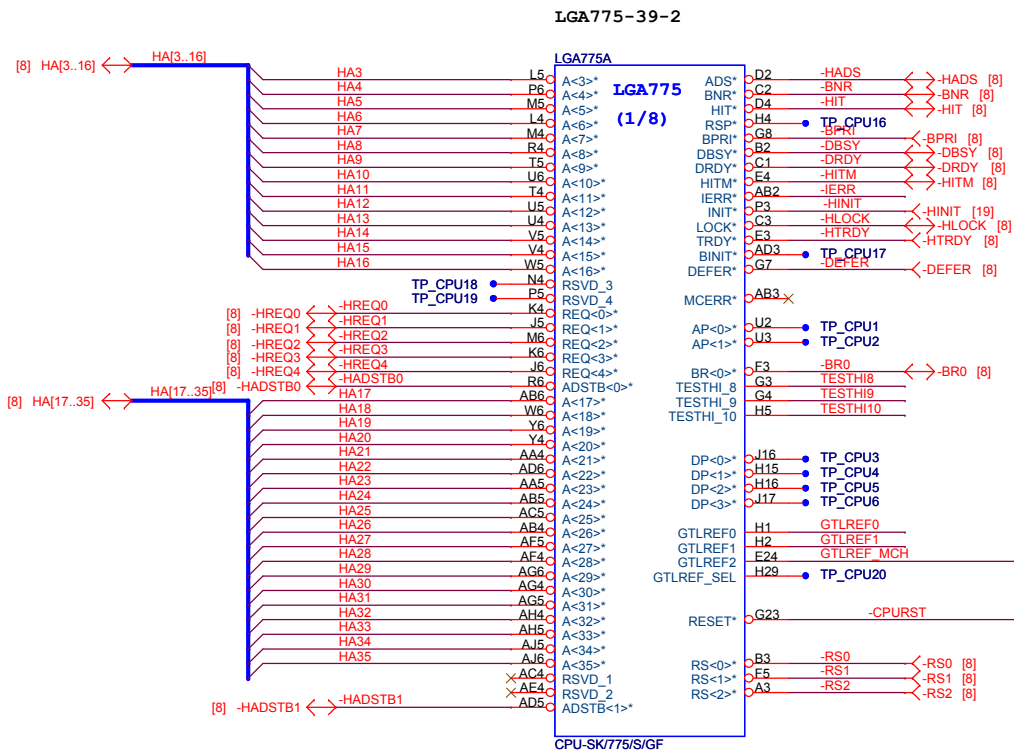 LGA775-39-2
LGA775A
LGA775
(1/8)
[8] HA[3..16] HA[3..16]
HA3 L5 A<3>* ADS* D2 -HADS -HADS [8]
HA4 P6 A<4>* BNR* C2 -BNR -BNR [8]
HA5 M5 A<5>* HIT* D4 -HIT -HIT [8]
HA6 L4 A<6>* RSP* H4 TP_CPU16
HA7 M4 A<7>* BPRI* G8 -BPRI -BPRI [8]
HA8 R4 A<8>* DBSY* B2 -DBSY -DBSY [8]
HA9 T5 A<9>* DRDY* C1 -DRDY -DRDY [8]
HA10 U6 A<10>* HITM* E4 -HITM -HITM [8]
HA11 T4 A<11>* IERR* AB2 -IERR
HA12 U5 A<12>* INIT* P3 -HINIT -HINIT [19]
HA13 U4 A<13>* LOCK* C3 -HLOCK -HLOCK [8]
HA14 V5 A<14>* TRDY* E3 -HTRDY -HTRDY [8]
HA15 V4 A<15>* BINIT* AD3 TP_CPU17
HA16 W5 A<16>* DEFER* G7 -DEFER -DEFER [8]
TP_CPU18 N4 RSVD_3
TP_CPU19 P5 RSVD_4 MCERR* AB3
[8] -HREQ0 -HREQ0 K4 REQ<0>*
[8] -HREQ1 -HREQ1 J5 REQ<1>* AP<0>* U2 TP_CPU1
[8] -HREQ2 -HREQ2 M6 REQ<2>* AP<1>* U3 TP_CPU2
[8] -HREQ3 -HREQ3 K6 REQ<3>*
[8] -HREQ4 -HREQ4 J6 REQ<4>* BR<0>* F3 -BR0 -BR0 [8]
[8] -HADSTB0 -HADSTB0 R6 ADSTB<0>* TESTHI_8 G3 TESTHI8
[8] HA[17..35] HA[17..35]
HA17 AB6 A<17>* TESTHI_9 G4 TESTHI9
HA18 W6 A<18>* TESTHI_10 H5 TESTHI10
HA19 Y6 A<19>*
HA20 Y4 A<20>*
HA21 AA4 A<21>* DP<0>* J16 TP_CPU3
HA22 AD6 A<22>* DP<1>* H15 TP_CPU4
HA23 AA5 A<23>* DP<2>* H16 TP_CPU5
HA24 AB5 A<24>* DP<3>* J17 TP_CPU6
HA25 AC5 A<25>*
HA26 AB4 A<26>* GTLREF0 H1 GTLREF0
HA27 AF5 A<27>* GTLREF1 H2 GTLREF1
HA28 AF4 A<28>* GTLREF2 E24 GTLREF_MCH
HA29 AG6 A<29>* GTLREF_SEL H29 TP_CPU20
HA30 AG4 A<30>*
HA31 AG5 A<31>*
HA32 AH4 A<32>* RESET* G23 -CPURST
HA33 AH5 A<33>*
HA34 AJ5 A<34>*
HA35 AJ6 A<35>* RS<0>* B3 -RS0 -RS0 [8]
AC4 RSVD_1 RS<1>* F5 -RS1 -RS1 [8]
AE4 RSVD_2 RS<2>* A3 -RS2 -RS2 [8]
[8] -HADSTB1 -HADSTB1 AD5 ADSTB<1>*
CPU-SK/775/S/GF